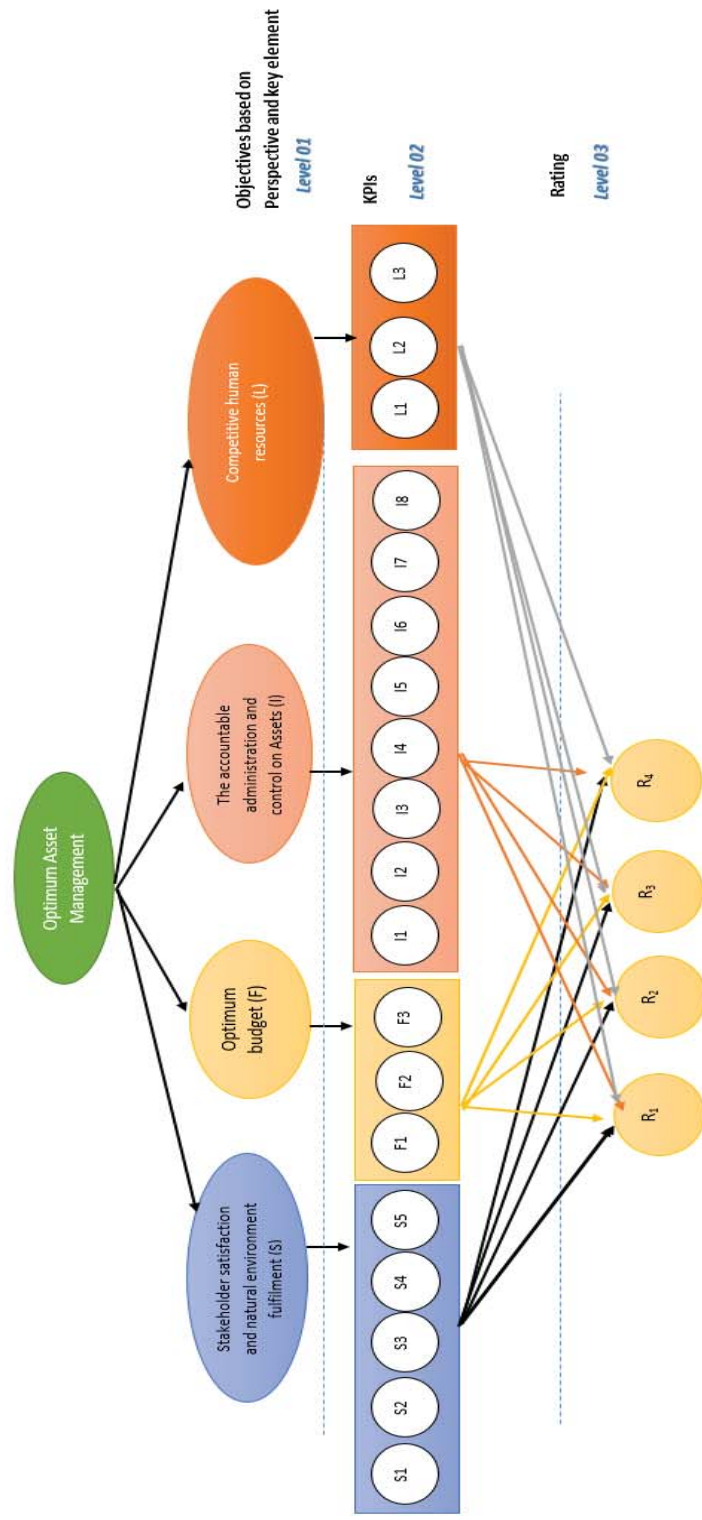 Optimum Asset
Management
Objectives based on
Perspective and key element
Level 01
Stakeholder satisfaction
and natural environment
fulfilment (S)
Optimum
budget (F)
The accountable
administration and
control on Assets (I)
Competitive human
resources (L)
KPIs
Level 02
S1
S2
S3
S4
S5
F1
F2
F3
I1
I2
I3
I4
I5
I6
I7
I8
L1
L2
L3
Rating
Level 03
R1
R2
R3
R4